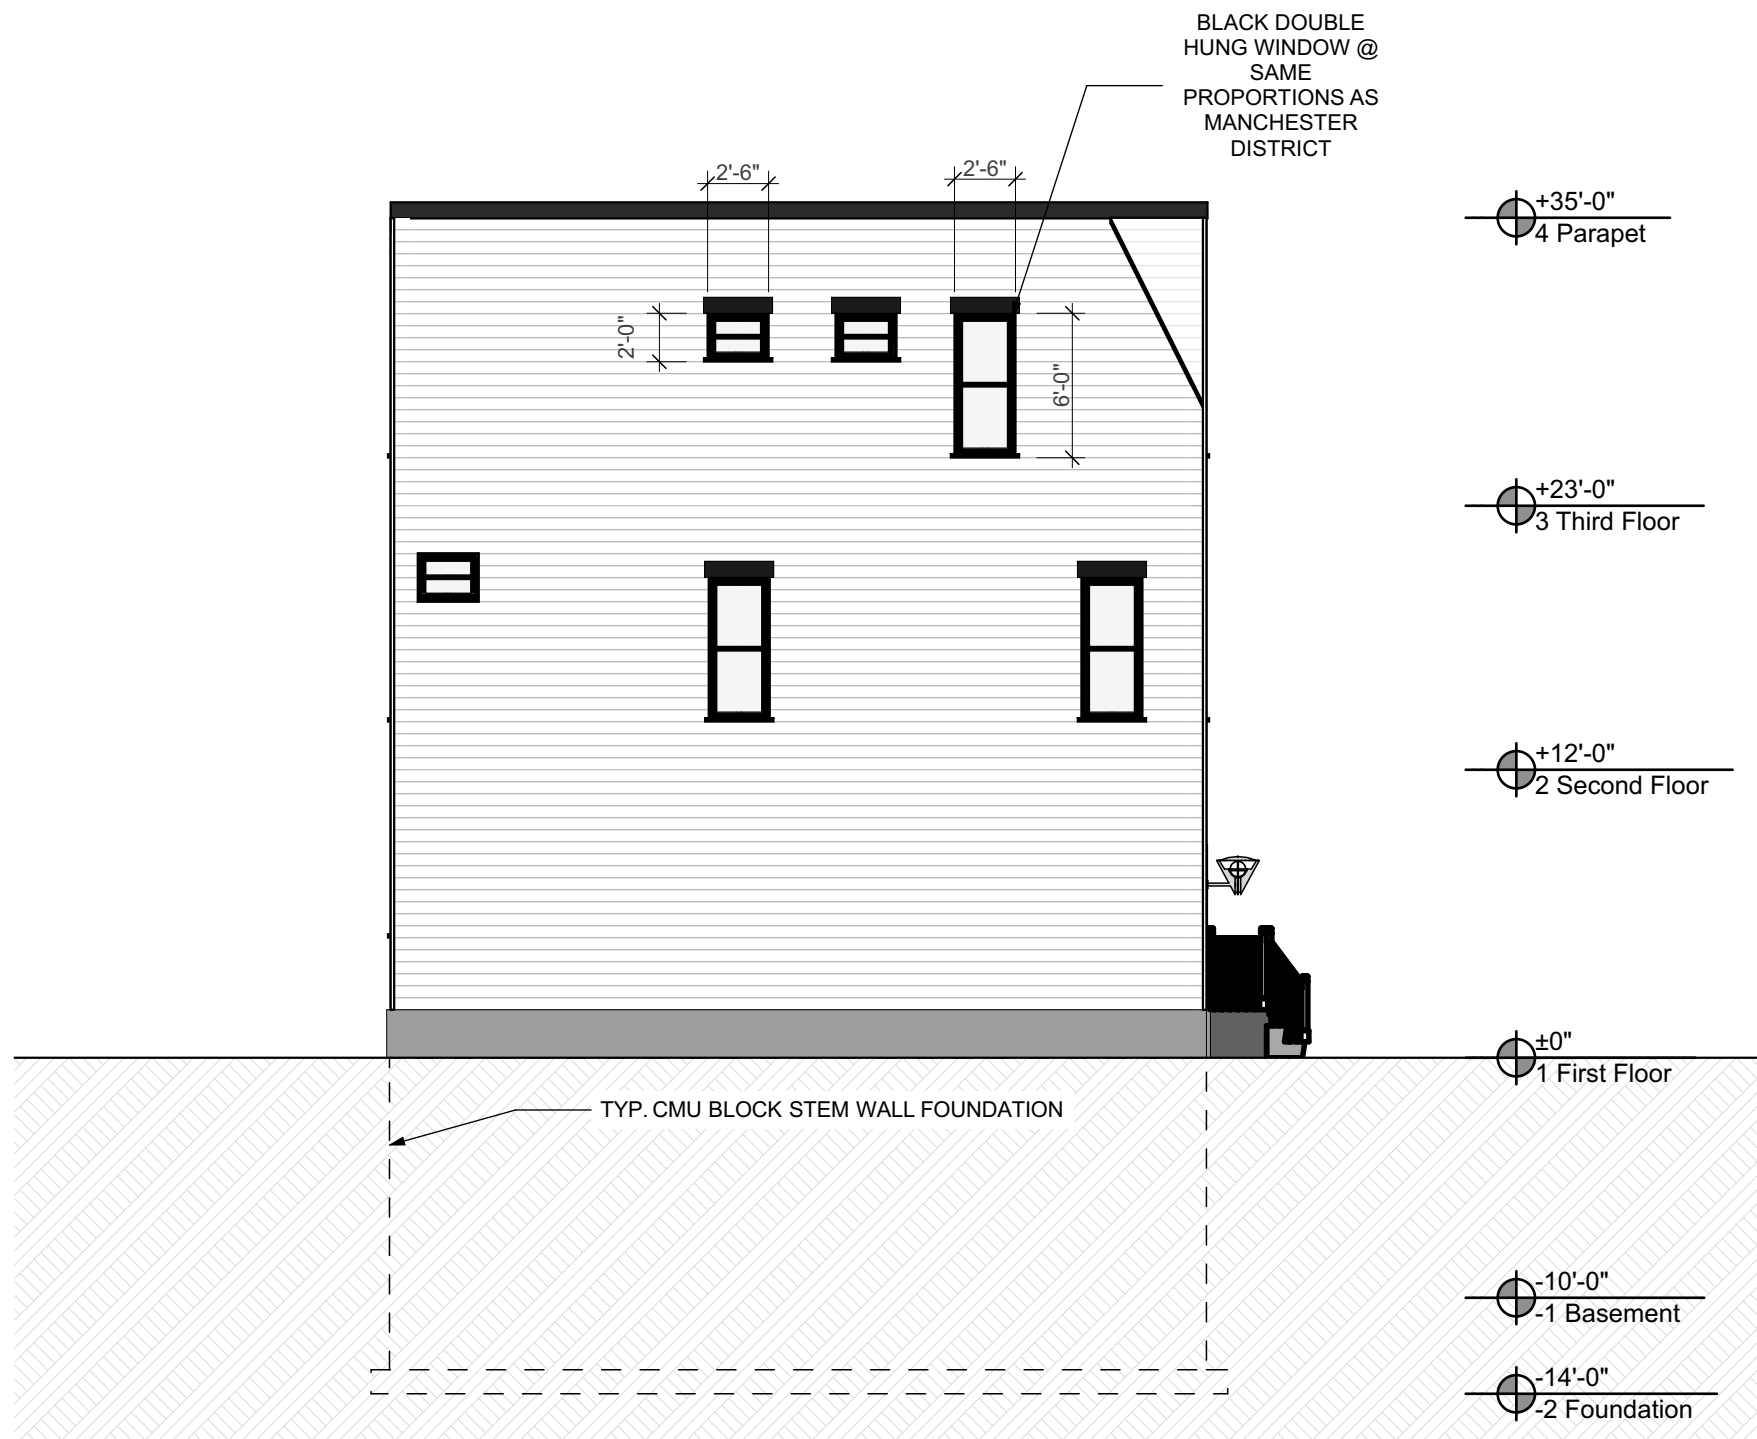 BLACK DOUBLE
HUNG WINDOW @
SAME
PROPORTIONS AS
MANCHESTER
DISTRICT
2'-6"
2'-6"
+35'-0"
4 Parapet
2'-0"
6'-0"
+23'-0"
3 Third Floor
+12'-0"
2 Second Floor
±0"
1 First Floor
TYP. CMU BLOCK STEM WALL FOUNDATION
-10'-0"
-1 Basement
-14'-0"
-2 Foundation